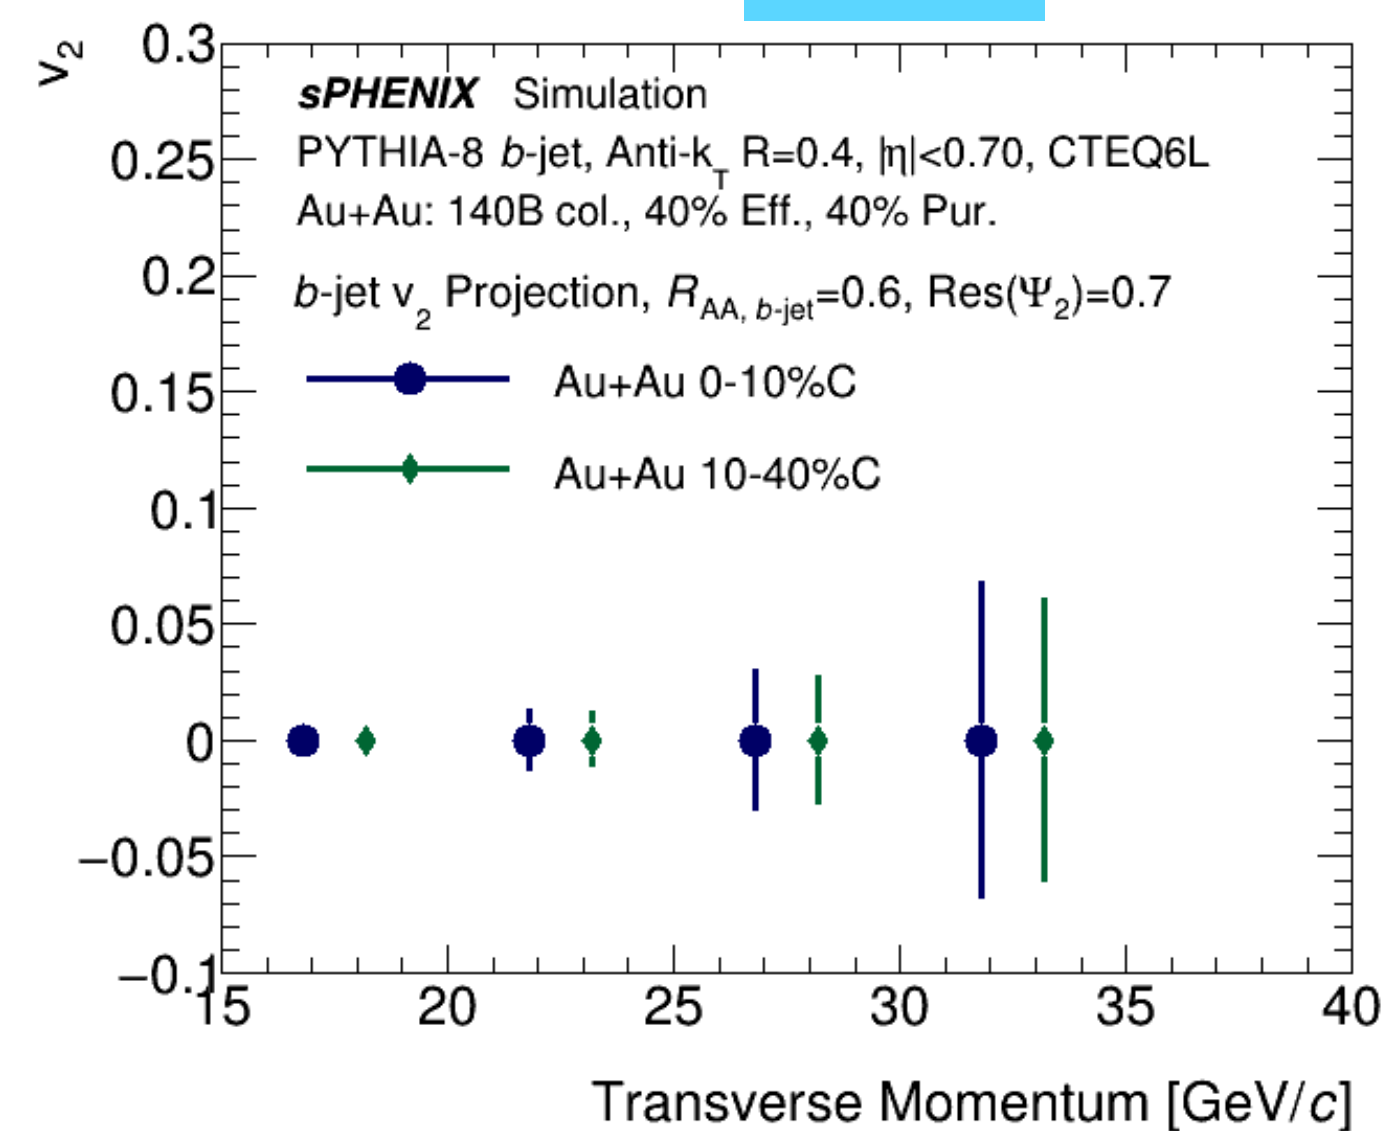 v2
0.3
sPHENIX Simulation
PYTHIA-8 b-jet, Anti-kT R=0.4, |η|<0.70, CTEQ6L
0.25
Au+Au: 140B col., 40% Eff., 40% Pur.
0.2
b-jet v2 Projection, RAA, b-jet=0.6, Res(Ψ2)=0.7
0.15
Au+Au 0-10%C
Au+Au 10-40%C
0.1
0.05
0
−0.05
−0.1
15 20 25 30 35 40
Transverse Momentum [GeV/c]